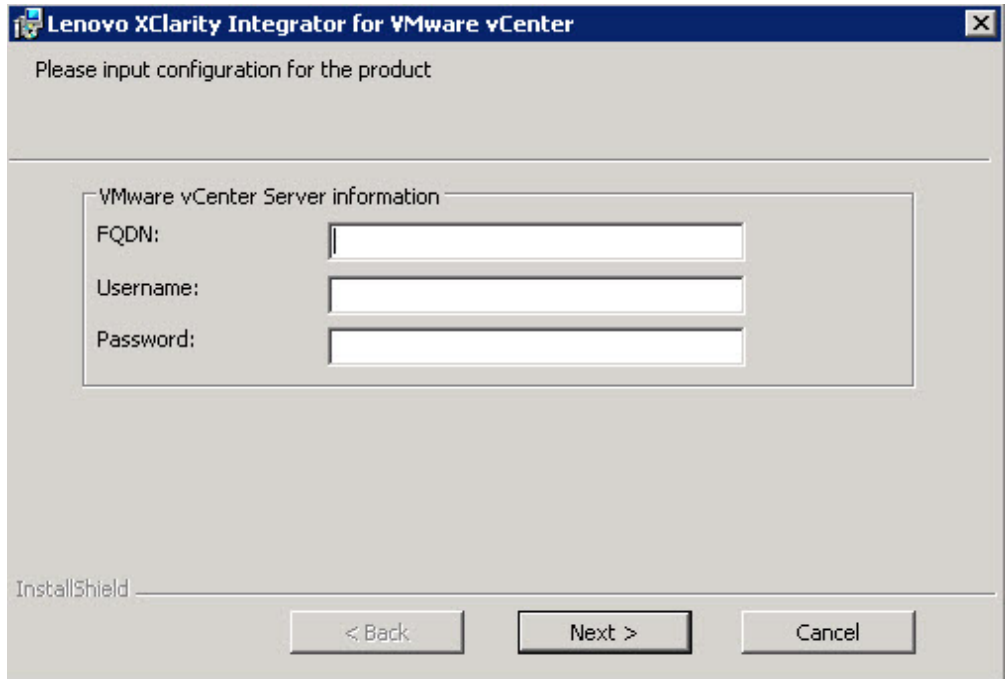 Lenovo XClarity Integrator for VMware vCenter
Please input configuration for the product
VMware vCenter Server information
FQDN:
Username:
Password:
InstallShield
< Back Next > Cancel